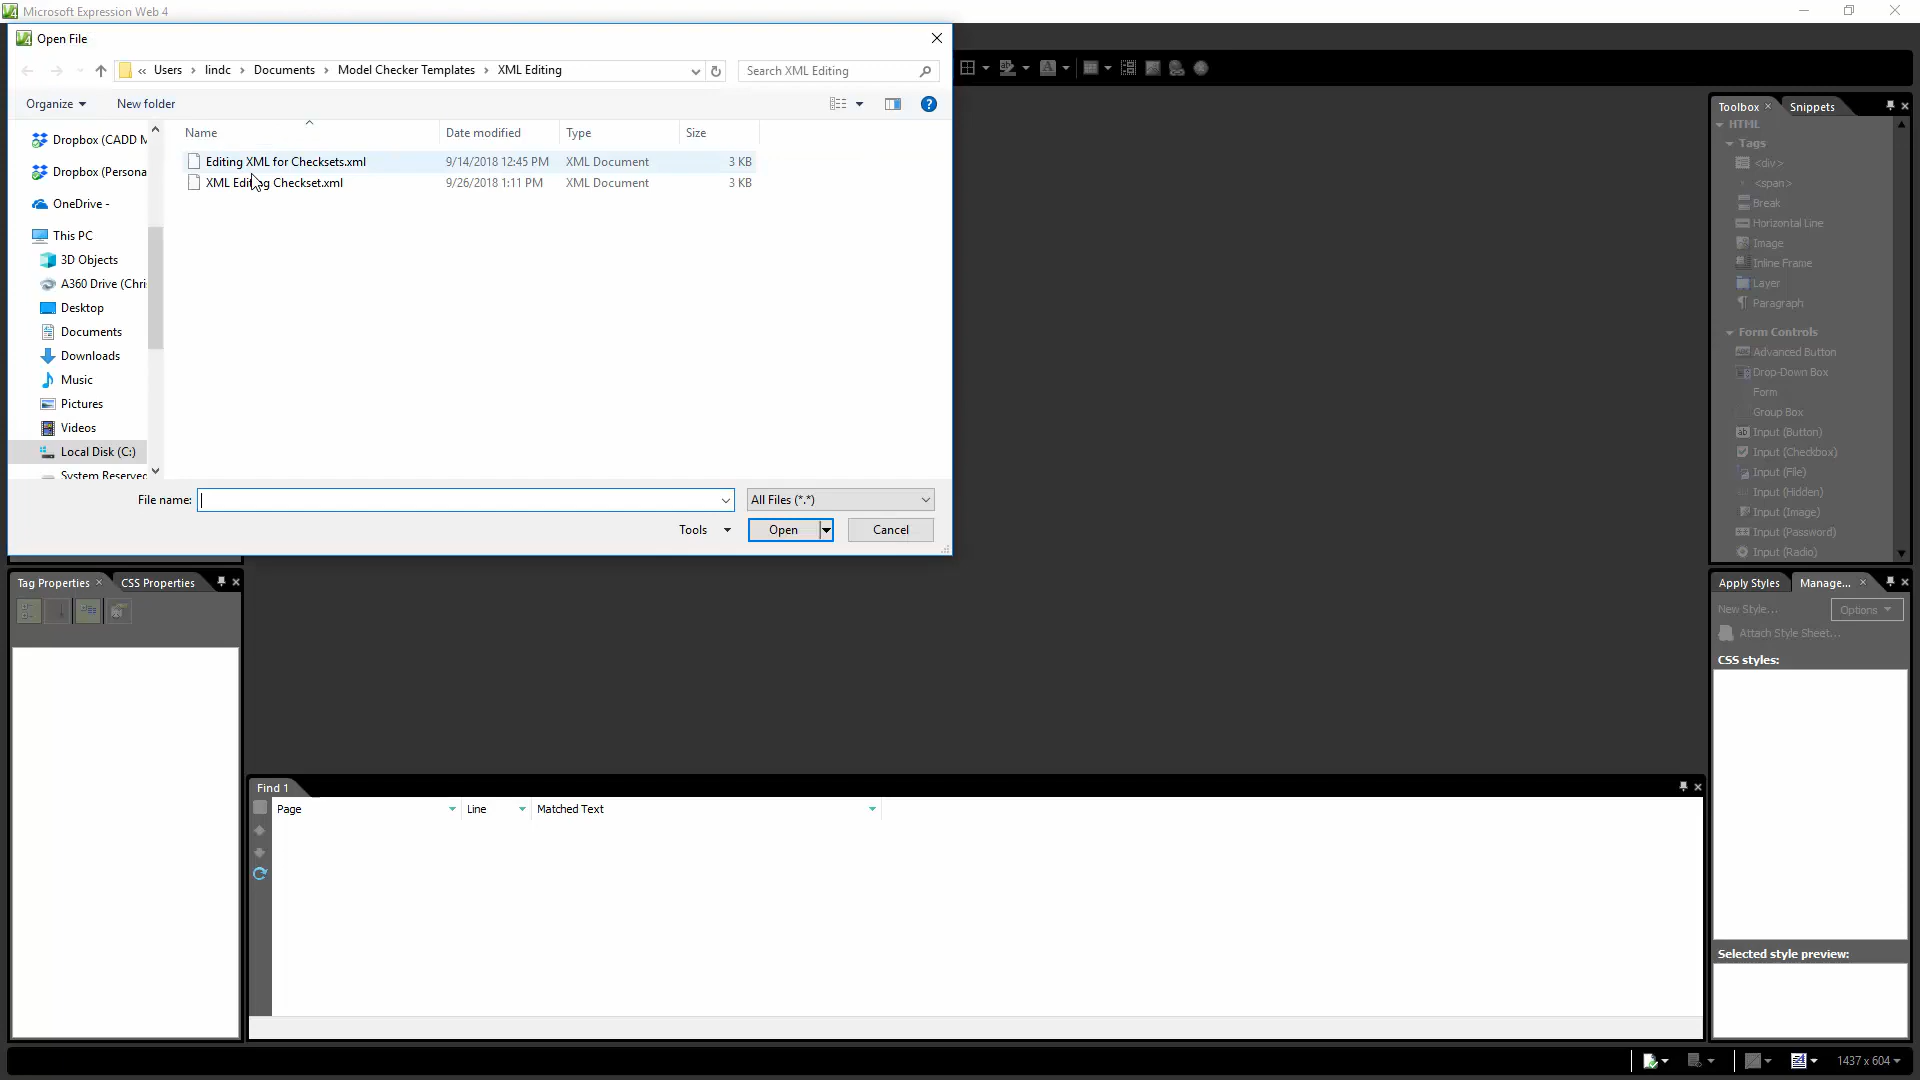 Microsoft Expression Web 4
Open File
« Users › lindc › Documents › Model Checker Templates › XML Editing
Search XML Editing
Organize
New folder
Name
Date modified
Type
Size
Dropbox (CADD M
Dropbox (Persona
OneDrive -
This PC
3D Objects
A360 Drive (Chri
Desktop
Documents
Downloads
Music
Pictures
Videos
Local Disk (C:)
System Reserved
Editing XML for Checksets.xml 9/14/2018 12:45 PM XML Document 3 KB
XML Editing Checkset.xml 9/26/2018 1:11 PM XML Document 3 KB
File name:
All Files (*.*)
Tools
Open
Cancel
Toolbox
Snippets
HTML
Tags
<div>
<span>
Break
Horizontal Line
Image
Inline Frame
Layer
Paragraph
Form Controls
Advanced Button
Drop-Down Box
Form
Group Box
Input (Button)
Input (Checkbox)
Input (File)
Input (Hidden)
Input (Image)
Input (Password)
Input (Radio)
Tag Properties
CSS Properties
Apply Styles
Manage...
New Style...
Options
Attach Style Sheet...
CSS styles:
Selected style preview:
Find 1
Page
Line
Matched Text
1437 x 604